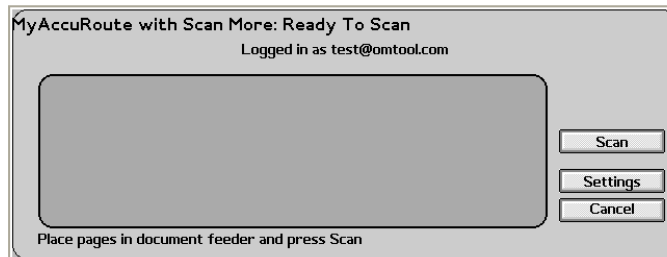 MyAccuRoute with Scan More: Ready To Scan
Logged in as test@omtool.com
Scan
Settings
Cancel
Place pages in document feeder and press Scan